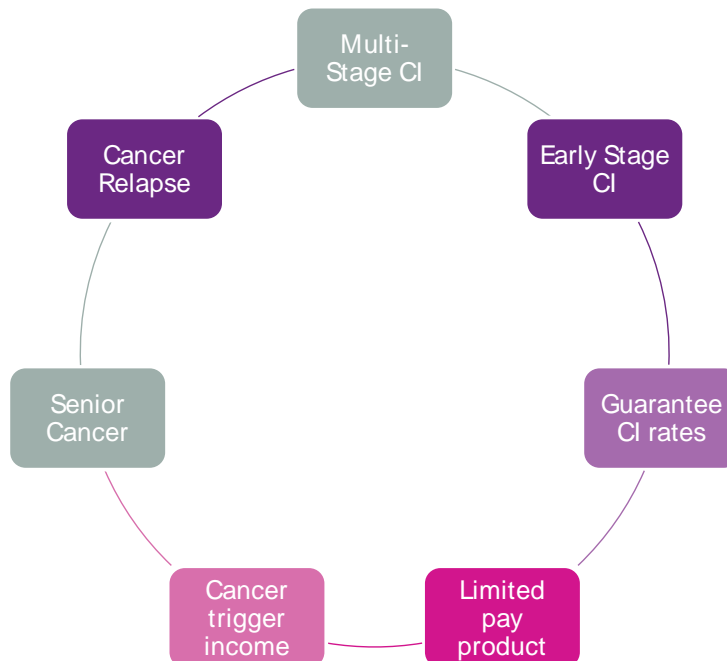 Multi-
Stage CI
Early Stage
CI
Guarantee
CI rates
Limited
pay
product
Cancer
trigger
income
Senior
Cancer
Cancer
Relapse